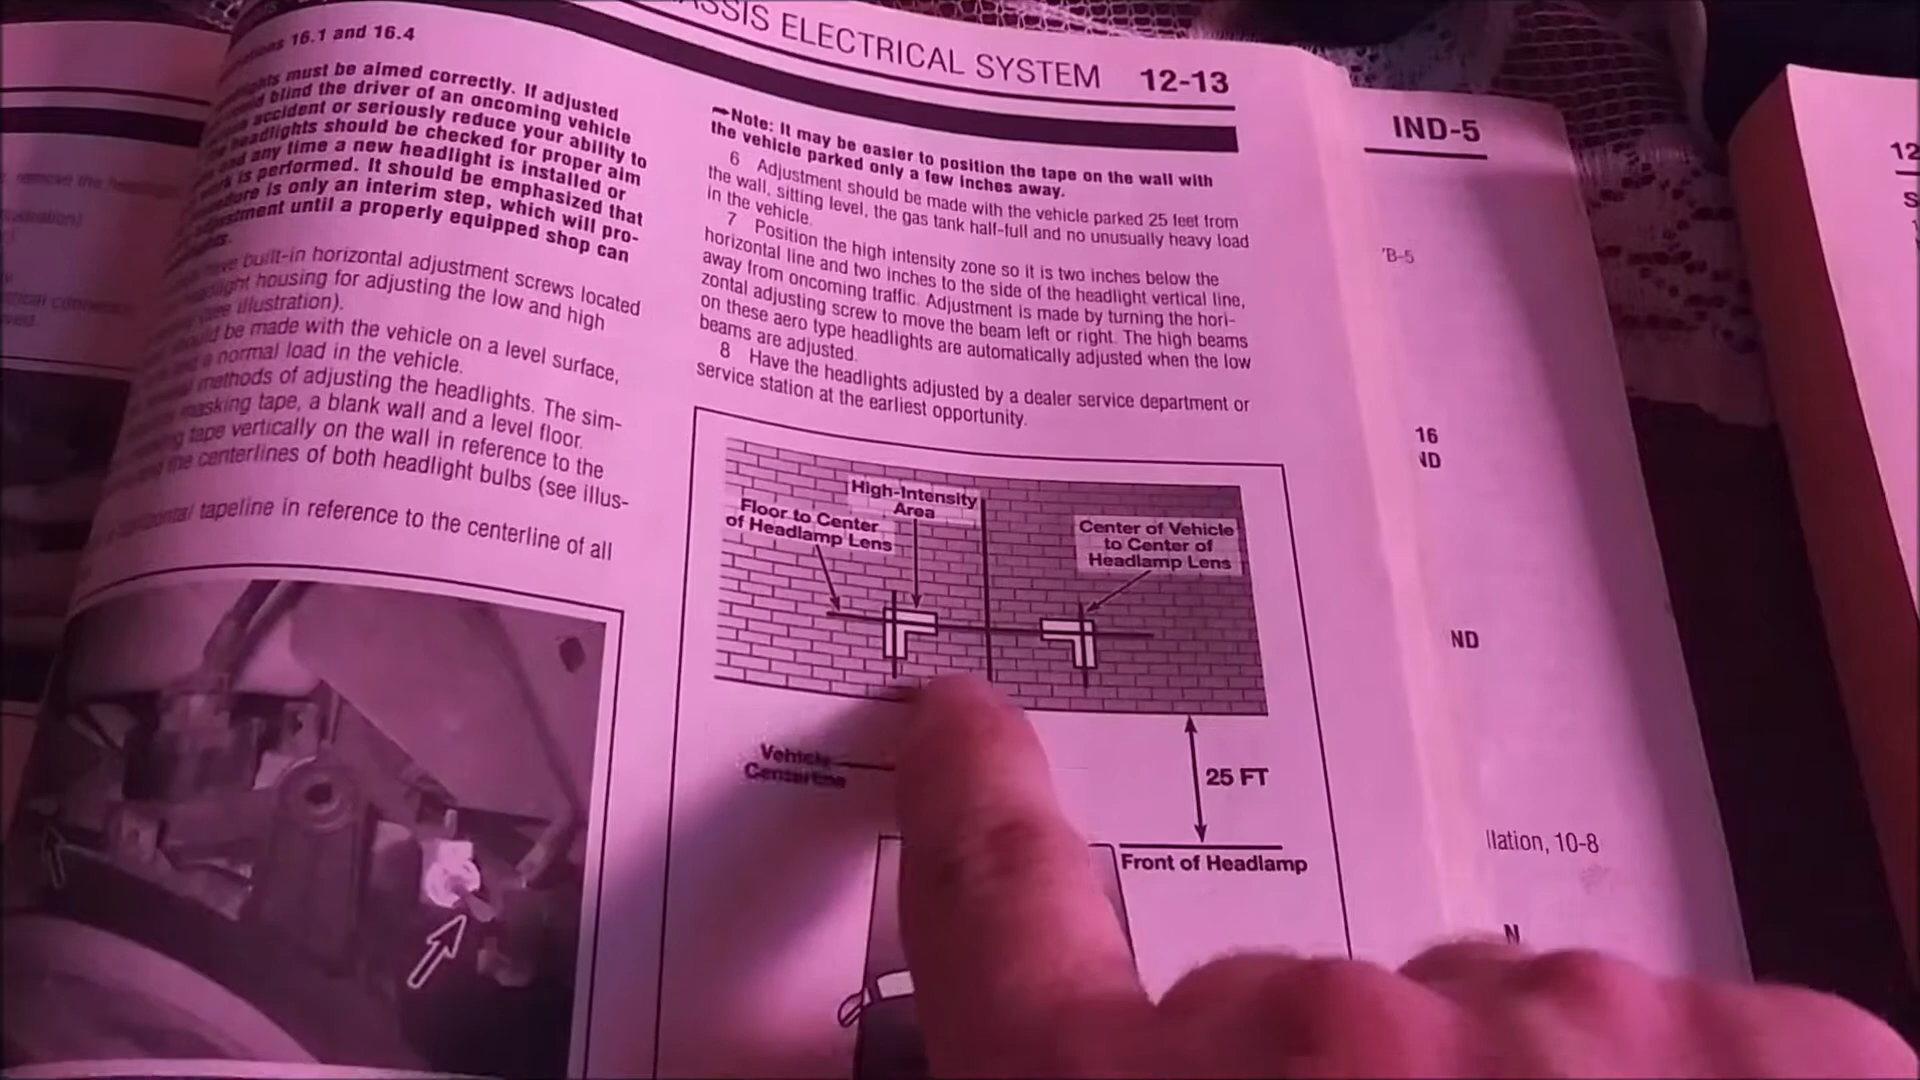 ASSIS ELECTRICAL SYSTEM 12-13
16.1 and 16.4
must be aimed correctly. If adjusted
blind the driver of an oncoming vehicle
accident or seriously reduce your ability to
headlights should be checked for proper aim
any time a new headlight is installed or
is performed. It should be emphasized that
is only an interim step, which will pro-
until a properly equipped shop can
built-in horizontal adjustment screws located
housing for adjusting the low and high
illustration).
be made with the vehicle on a level surface,
normal load in the vehicle.
methods of adjusting the headlights. The sim-
masking tape, a blank wall and a level floor.
tape vertically on the wall in reference to the
the centerlines of both headlight bulbs (see illus-
tapeline in reference to the centerline of all
➞Note: It may be easier to position the tape on the wall with
the vehicle parked only a few inches away.
6 Adjustment should be made with the vehicle parked 25 feet from
the wall, sitting level, the gas tank half-full and no unusually heavy load
in the vehicle.
7 Position the high intensity zone so it is two inches below the
horizontal line and two inches to the side of the headlight vertical line,
away from oncoming traffic. Adjustment is made by turning the hori-
zontal adjusting screw to move the beam left or right. The high beams
on these aero type headlights are automatically adjusted when the low
beams are adjusted.
8 Have the headlights adjusted by a dealer service department or
service station at the earliest opportunity.
High-Intensity
Area
Floor to Center
of Headlamp Lens
Center of Vehicle
to Center of
Headlamp Lens
Vehicle
Centerline
25 FT
Front of Headlamp
IND-5
B-5
16
ND
ND
llation, 10-8
N
12
S